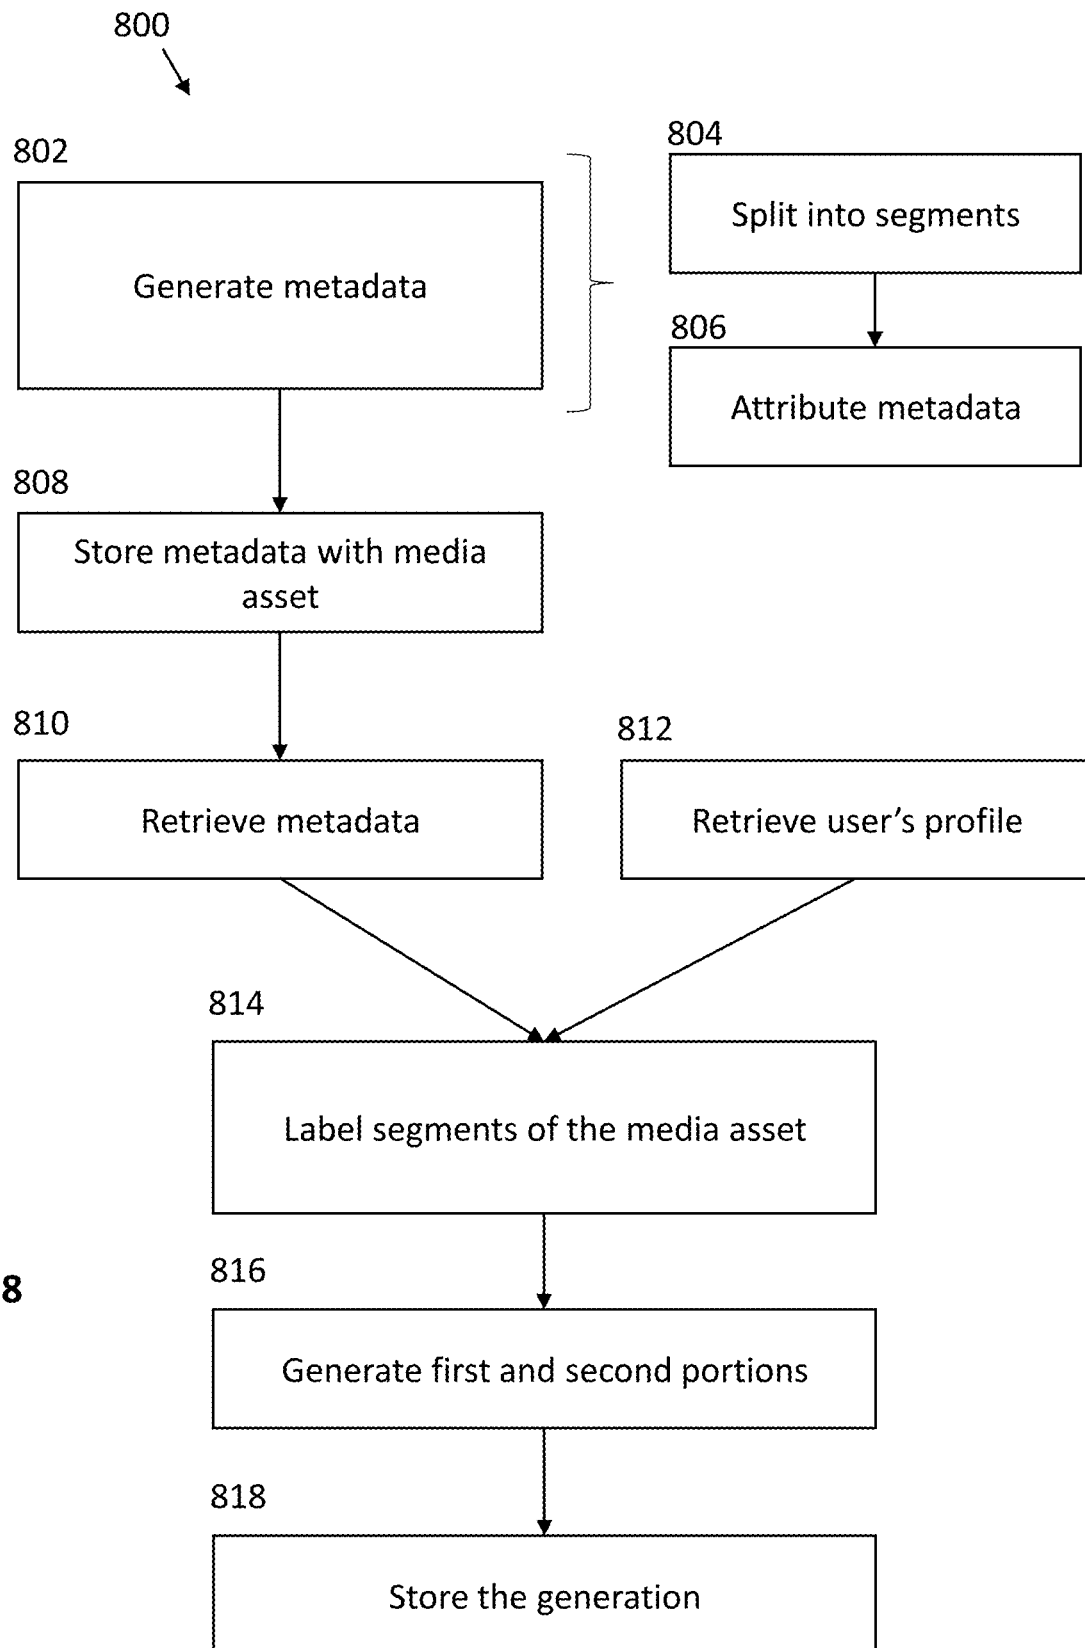 800
802
Generate metadata
804
Split into segments
806
Attribute metadata
808
Store metadata with media
asset
810
Retrieve metadata
812
Retrieve user’s profile
814
Label segments of the media asset
816
8
Generate first and second portions
818
Store the generation